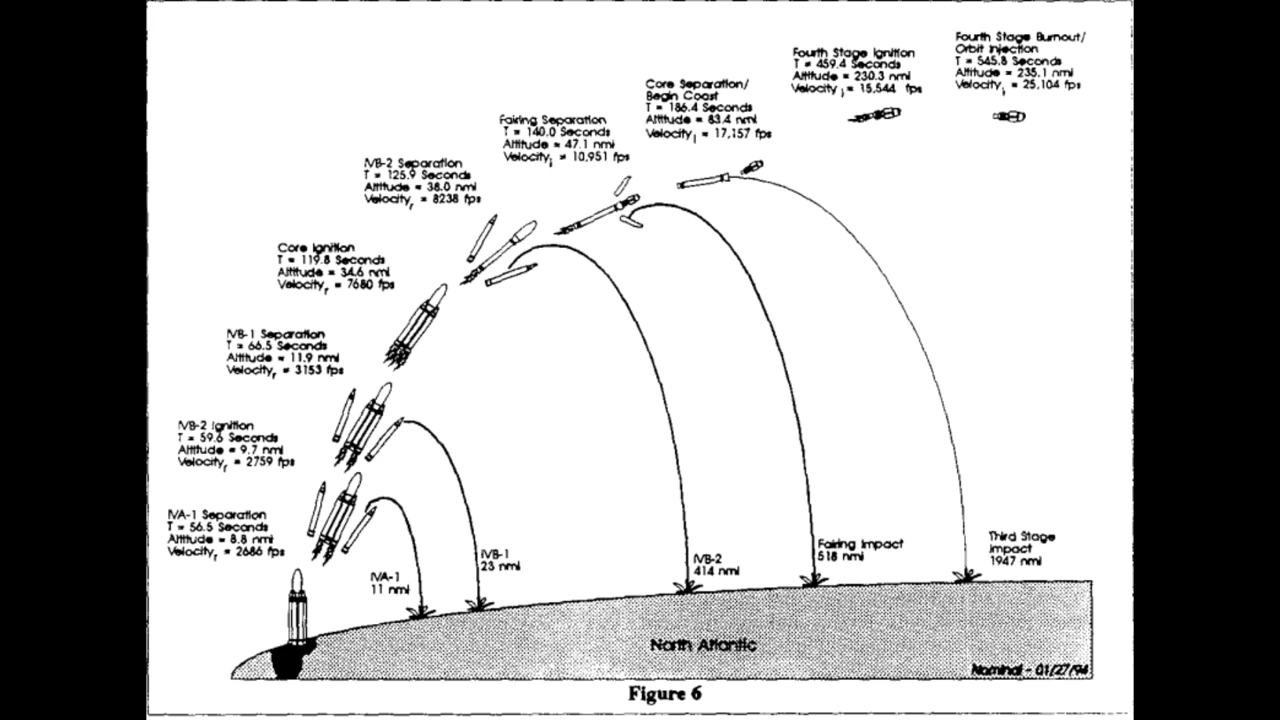 Fourth Stage Burnout/
Orbit Injection
T = 545.8 Seconds
Altitude = 235.1 nmi
Velocity i = 25,104 fps
Fourth Stage Ignition
T = 459.4 Seconds
Altitude = 230.3 nmi
Velocity i = 15,544 fps
Core Separation/
Begin Coast
T = 186.4 Seconds
Altitude = 83.4 nmi
Velocity i = 17,157 fps
Fairing Separation
T = 140.0 Seconds
Altitude = 47.1 nmi
Velocity i = 10,951 fps
IVB-2 Separation
T = 125.9 Seconds
Altitude = 38.0 nmi
Velocity r = 8238 fps
Core Ignition
T = 119.8 Seconds
Altitude = 34.6 nmi
Velocity r = 7680 fps
IVB-1 Separation
T = 66.5 Seconds
Altitude = 11.9 nmi
Velocity r = 3153 fps
IVB-2 Ignition
T = 59.6 Seconds
Altitude = 9.7 nmi
Velocity r = 2759 fps
IVA-1 Separation
T = 56.5 Seconds
Altitude = 8.8 nmi
Velocity r = 2686 fps
IVA-1
11 nmi
IVB-1
23 nmi
IVB-2
414 nmi
Fairing Impact
518 nmi
Third Stage
Impact
1947 nmi
North Atlantic
Nominal - 01/27/94
Figure 6